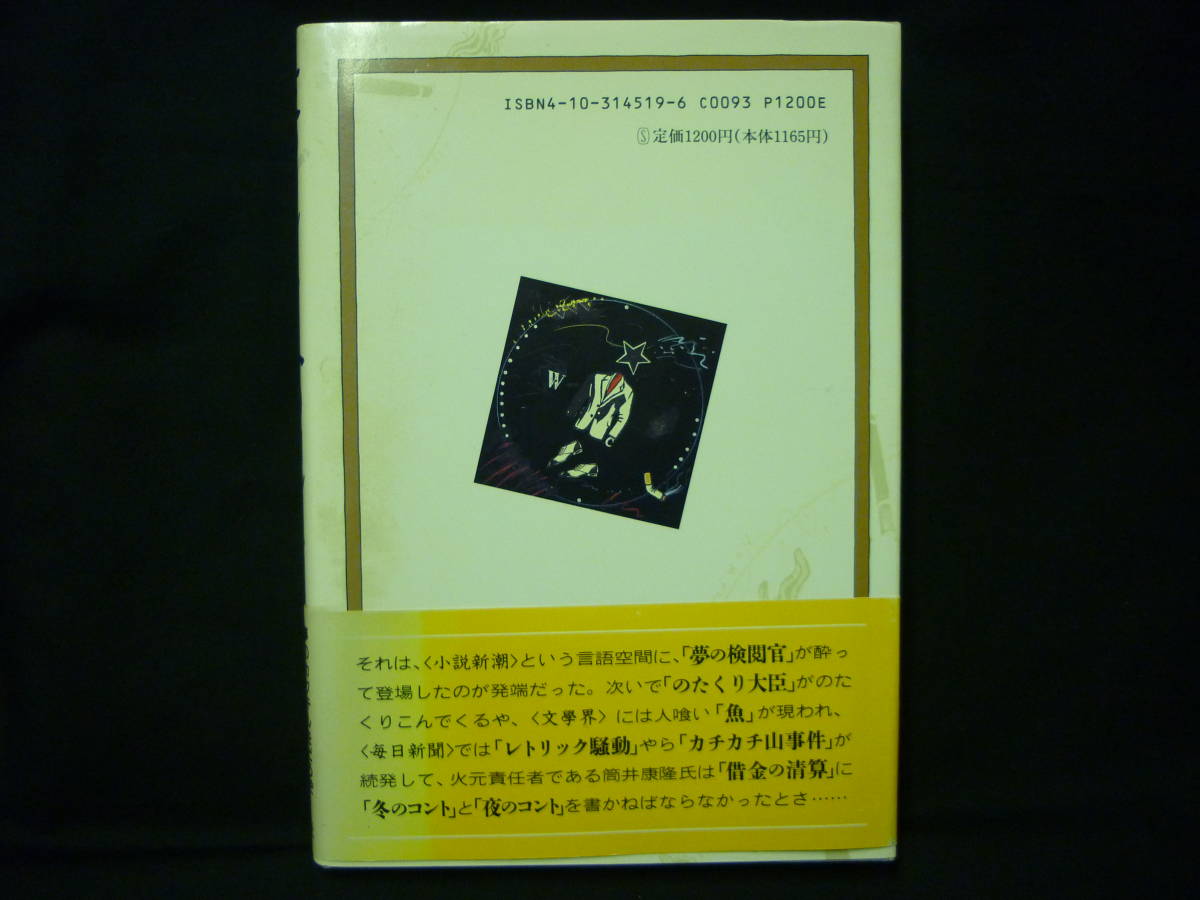 ISBN4-10-314519-6 C0093 P1200E
Ⓢ定価1200円(本体1165円)
W
それは、〈小説新潮〉という言語空間に、「夢の検閲官」が酔っ
て登場したのが発端だった。次いで「のたくり大臣」がのた
くりこんでくるや、〈文學界〉には人喰い「魚」が現われ、
〈毎日新聞〉では「レトリック騒動」やら「カチカチ山事件」が
続発して、火元責任者である筒井康隆氏は「借金の清算」に
「冬のコント」と「夜のコント」を書かねばならなかったとさ……